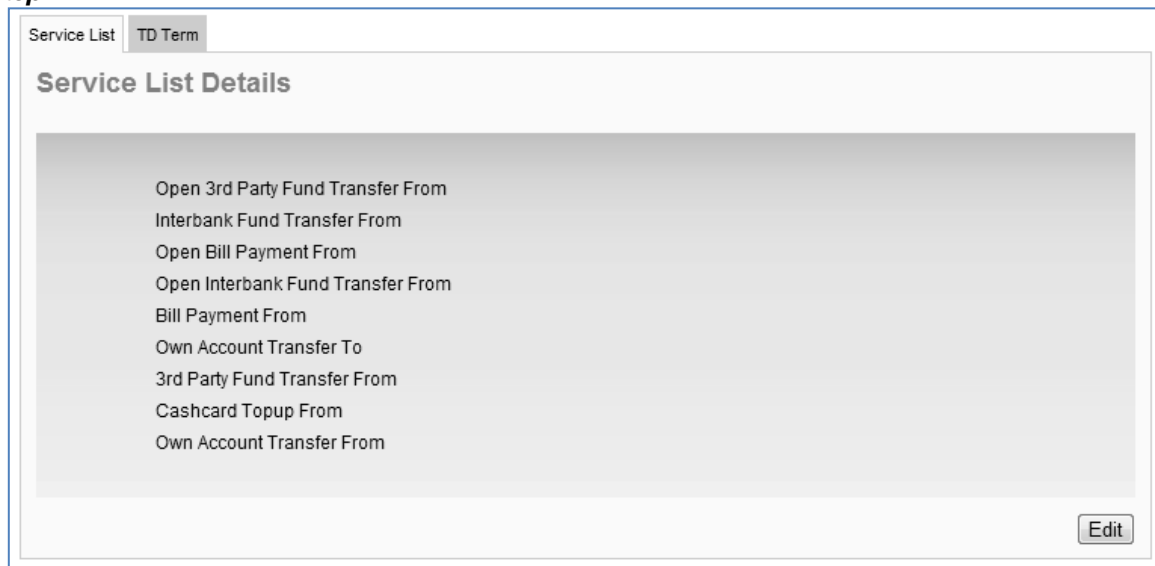 Service List TD Term
Service List Details
Open 3rd Party Fund Transfer From
Interbank Fund Transfer From
Open Bill Payment From
Open Interbank Fund Transfer From
Bill Payment From
Own Account Transfer To
3rd Party Fund Transfer From
Cashcard Topup From
Own Account Transfer From
Edit